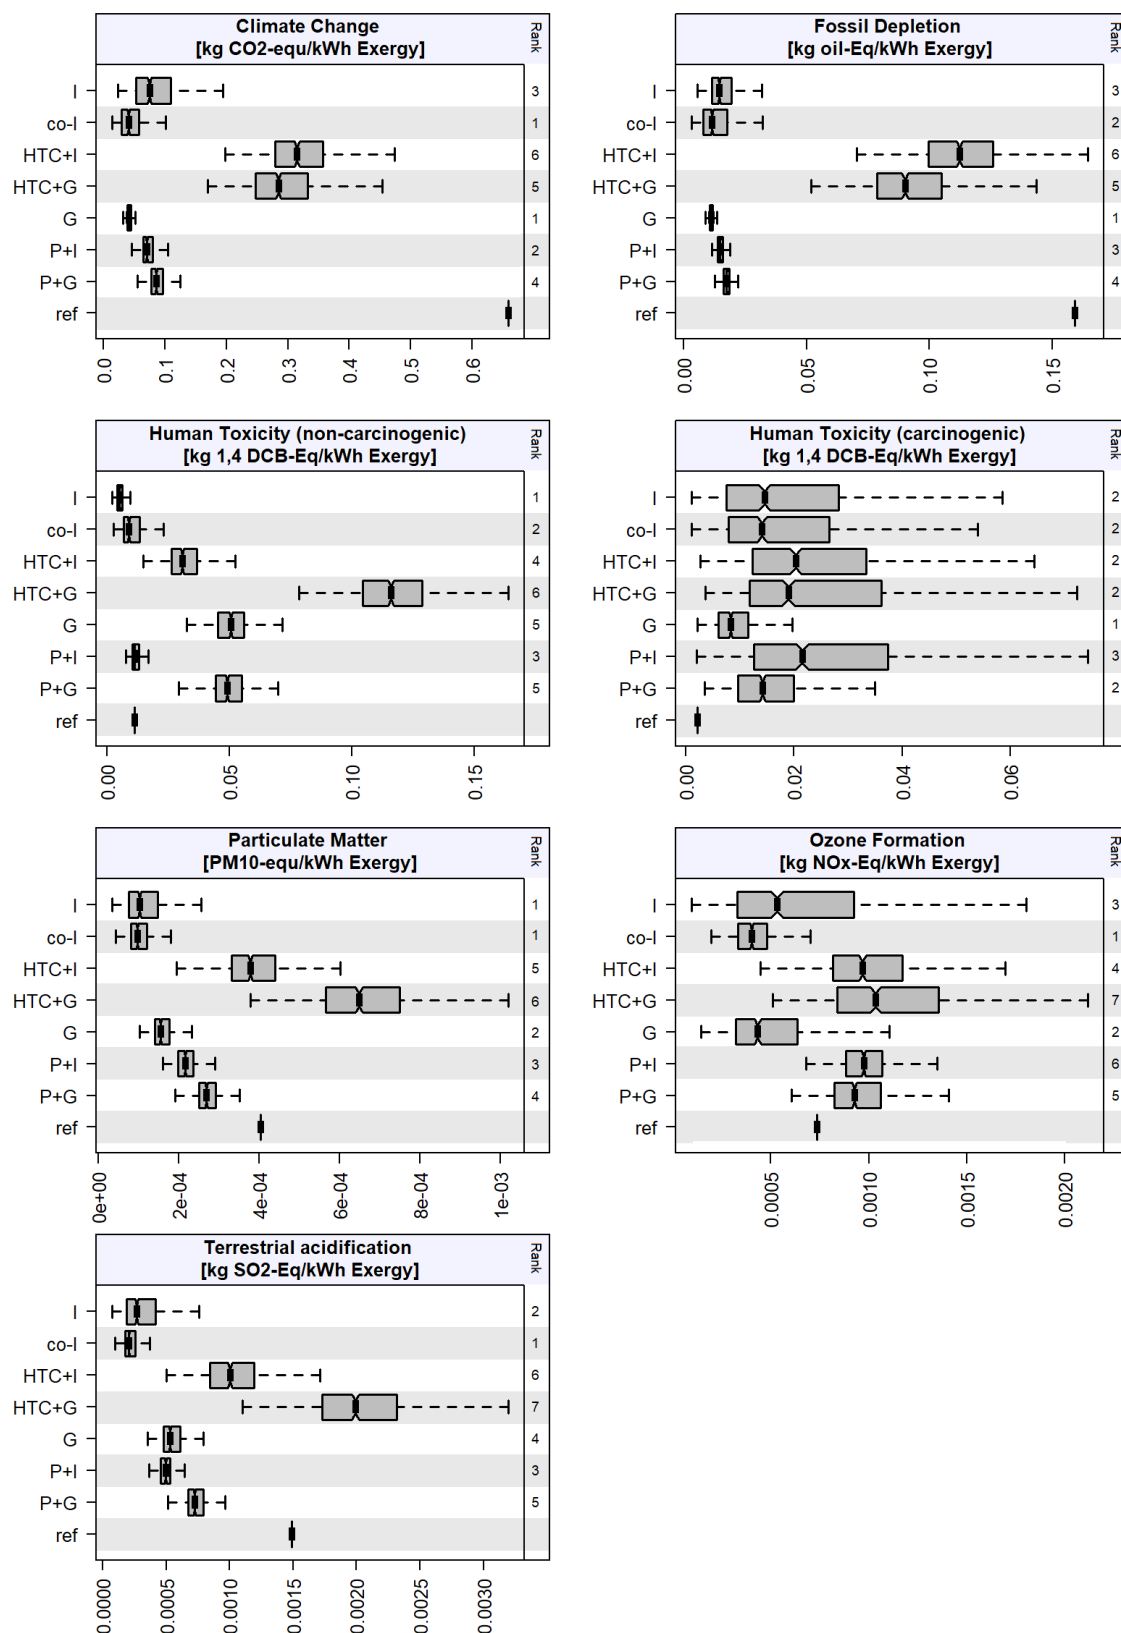 Climate Change
[kg CO2-equ/kWh Exergy]
Rank
I 3
co-I 1
HTC+I 6
HTC+G 5
G 1
P+I 2
P+G 4
ref
0.0 0.1 0.2 0.3 0.4 0.5 0.6
Fossil Depletion
[kg oil-Eq/kWh Exergy]
Rank
I 3
co-I 2
HTC+I 6
HTC+G 5
G 1
P+I 3
P+G 4
ref
0.00 0.05 0.10 0.15
Human Toxicity (non-carcinogenic)
[kg 1,4 DCB-Eq/kWh Exergy]
Rank
I 1
co-I 2
HTC+I 4
HTC+G 6
G 5
P+I 3
P+G 5
ref
0.00 0.05 0.10 0.15
Human Toxicity (carcinogenic)
[kg 1,4 DCB-Eq/kWh Exergy]
Rank
I 2
co-I 2
HTC+I 2
HTC+G 2
G 1
P+I 3
P+G 2
ref
0.00 0.02 0.04 0.06
Particulate Matter
[PM10-equ/kWh Exergy]
Rank
I 1
co-I 1
HTC+I 5
HTC+G 6
G 2
P+I 3
P+G 4
ref
0e+00 2e-04 4e-04 6e-04 8e-04 1e-03
Ozone Formation
[kg NOx-Eq/kWh Exergy]
Rank
I 3
co-I 1
HTC+I 4
HTC+G 7
G 2
P+I 6
P+G 5
ref
0.0005 0.0010 0.0015 0.0020
Terrestrial acidification
[kg SO2-Eq/kWh Exergy]
Rank
I 2
co-I 1
HTC+I 6
HTC+G 7
G 4
P+I 3
P+G 5
ref
0.0000 0.0005 0.0010 0.0015 0.0020 0.0025 0.0030